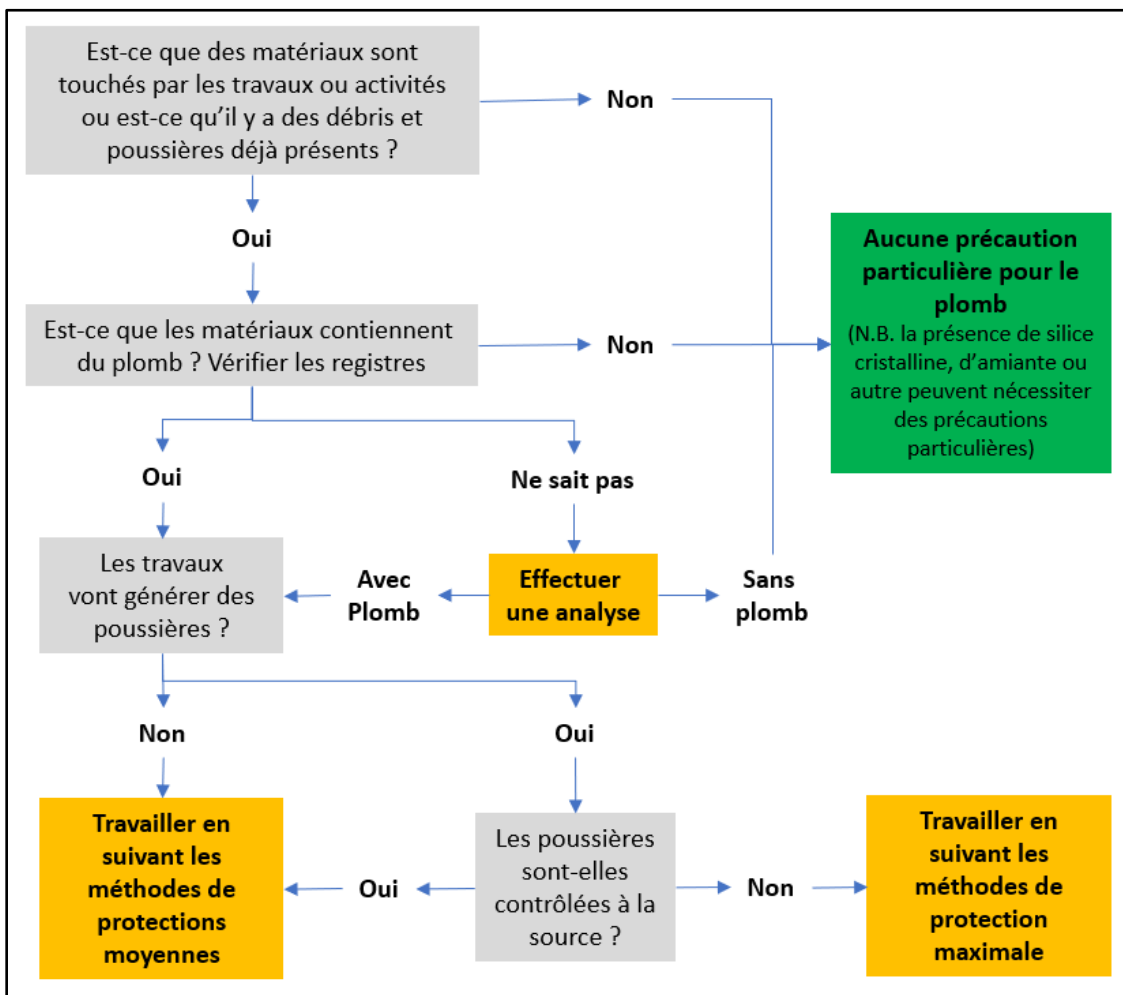 Est-ce que des matériaux sont
touchés par les travaux ou activités
ou est-ce qu'il y a des débris et
poussières déjà présents ?
Non
Oui
Aucune précaution
particulière pour le
plomb
(N.B. la présence de silice
cristalline, d'amiante ou
autre peuvent nécessiter
des précautions
particulières)
Est-ce que les matériaux contiennent
du plomb ? Vérifier les registres
Non
Oui
Ne sait pas
Les travaux
vont générer des
poussières ?
Avec
Plomb
Effectuer
une analyse
Sans
plomb
Non
Oui
Travailler en
suivant les
méthodes de
protections
moyennes
Oui
Les poussières
sont-elles
contrôlées à la
source ?
Non
Travailler en
suivant les
méthodes de
protection
maximale